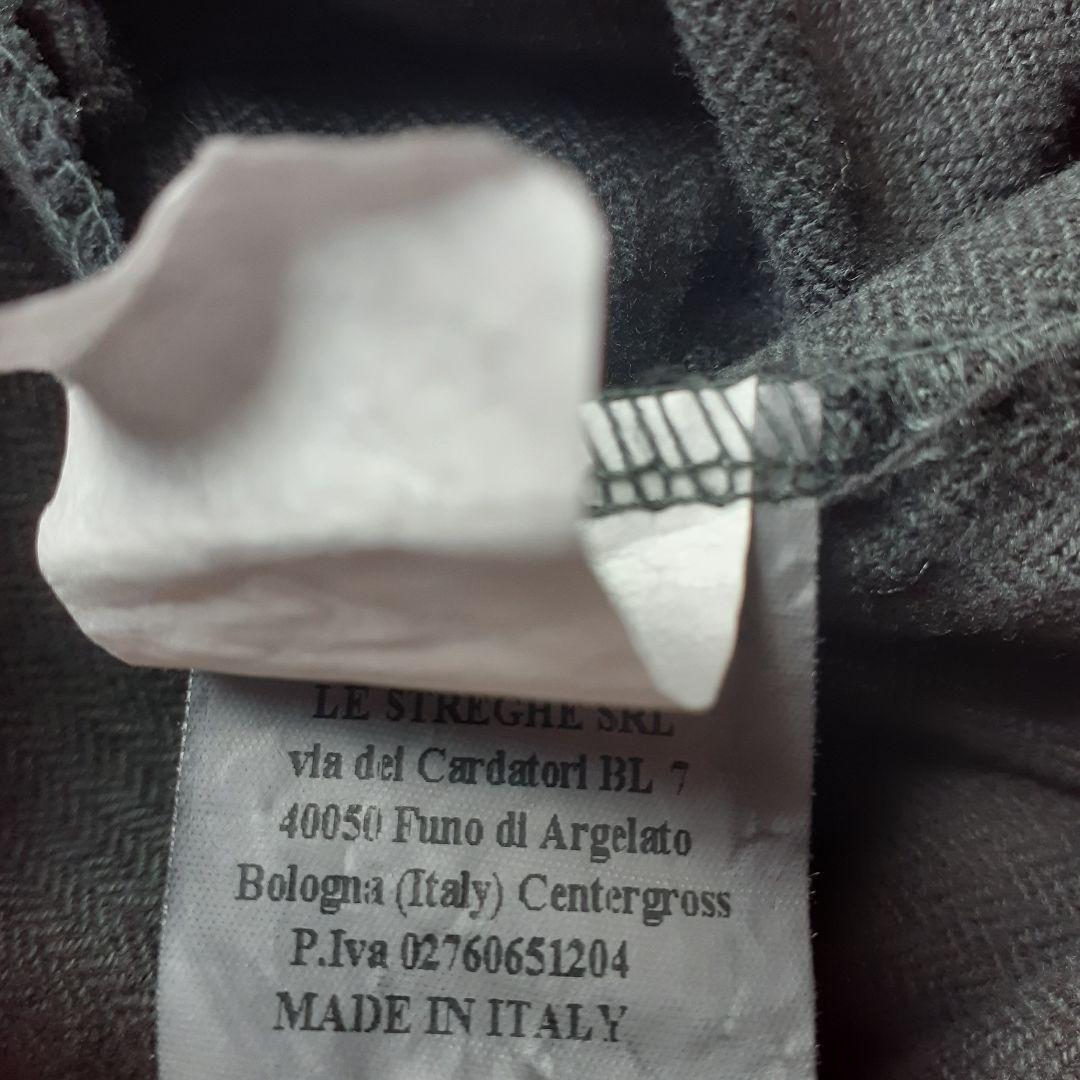 LE STREGHE SRL
via dei Cardatori BL 7
40050 Funo di Argelato
Bologna (Italy) Centergross
P.Iva 02760651204
MADE IN ITALY